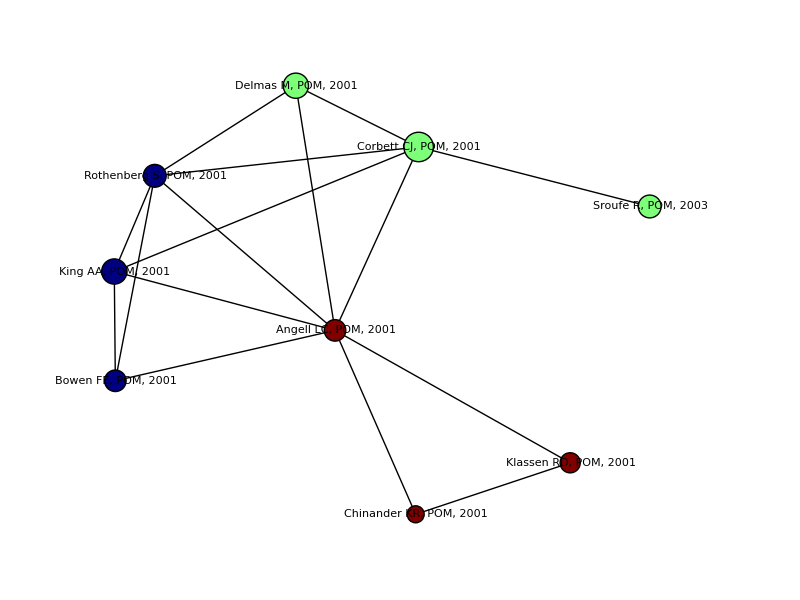 Delmas M, POM, 2001
Corbett CJ, POM, 2001
Rothenberg S, POM, 2001
Sroufe R, POM, 2003
King AA, POM, 2001
Angell LC, POM, 2001
Bowen FE, POM, 2001
Klassen RD, POM, 2001
Chinander KR, POM, 2001